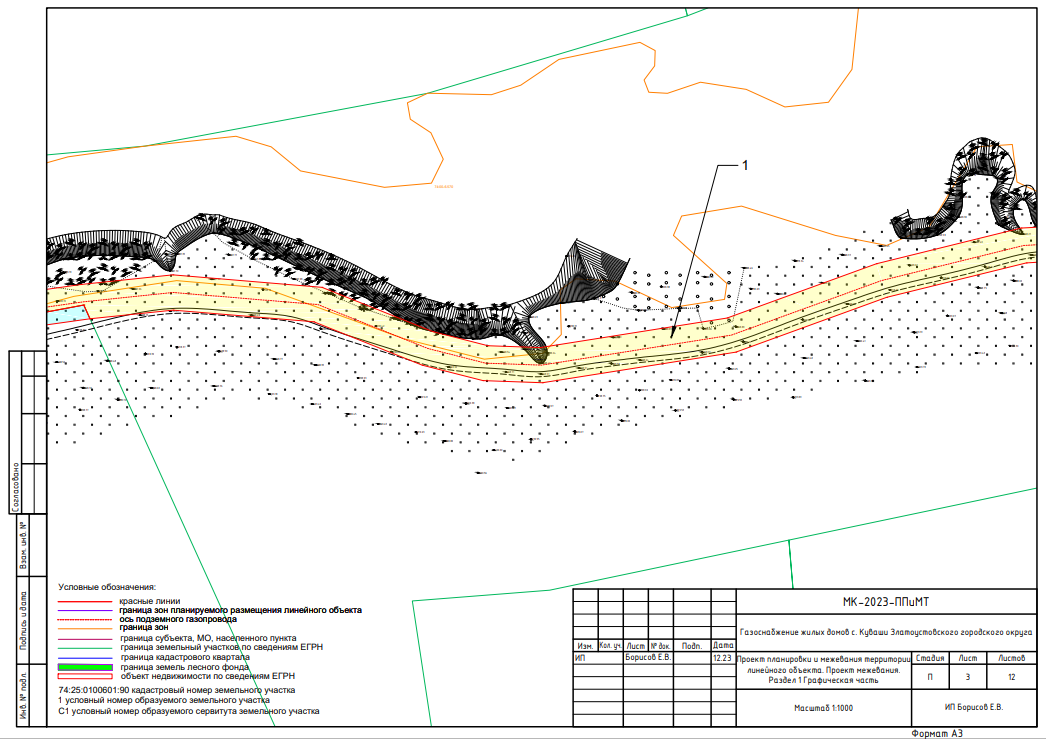 1
Согласовано
Взам. инв. №
Подпись и дата
Инв. № подл.
Условные обозначения:
красные линии
граница зон планируемого размещения линейного объекта
ось подземного газопровода
граница зон
граница субъекта, МО, населенного пункта
граница земельный участков по сведениям ЕГРН
граница кадастрового квартала
граница земель лесного фонда
объект недвижимости по сведениям ЕГРН
74:25:0100601:90 кадастровый номер земельного участка
1 условный номер образуемого земельного участка
С1 условный номер образуемого сервитута земельного участка
МК-2023-ППиМТ
Газоснабжение жилых домов с. Куваши Златоустовского городского округа
Изм. Кол.уч. Лист № док. Подп. Дата
ИП Борисов Е.В. 12.23
Проект планировки и межевания территории
линейного объекта. Проект межевания.
Раздел 1 Графическая часть
Стадия Лист Листов
П 3 12
Масштаб 1:1000
ИП Борисов Е.В.
Формат А3